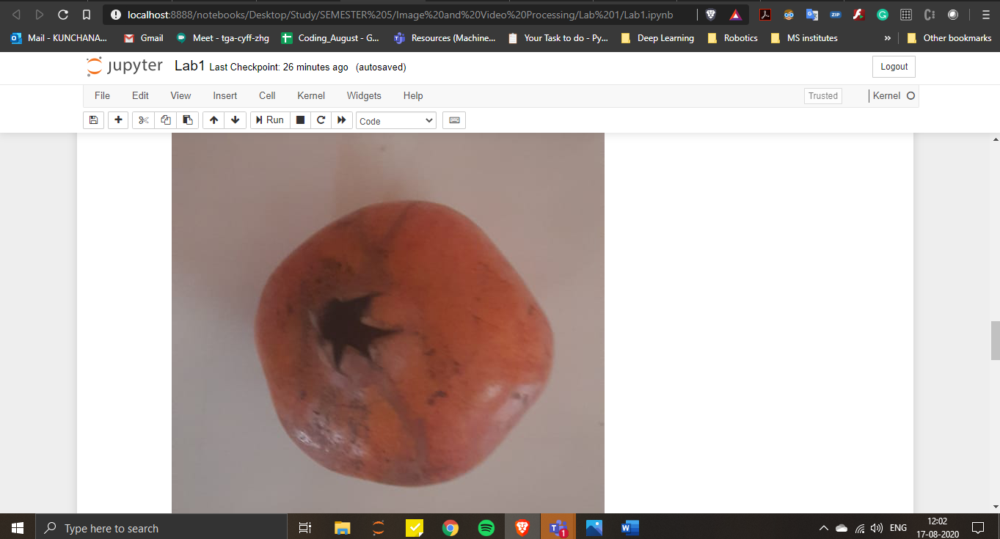 localhost:8888/notebooks/Desktop/Study/SEMESTER%205/Image%20and%20Video%20Processing/Lab%201/Lab1.ipynb
ZIP
Mail - KUNCHANA... Gmail Meet - tga-cyff-zhg Coding_August - G... Resources (Machine... Your Task to do - Py... Deep Learning Robotics MS institutes » Other bookmarks
jupyter Lab1 Last Checkpoint: 26 minutes ago (autosaved) Logout
File Edit View Insert Cell Kernel Widgets Help Trusted Kernel
Run Code
Type here to search ENG 12:02
17-08-2020
1